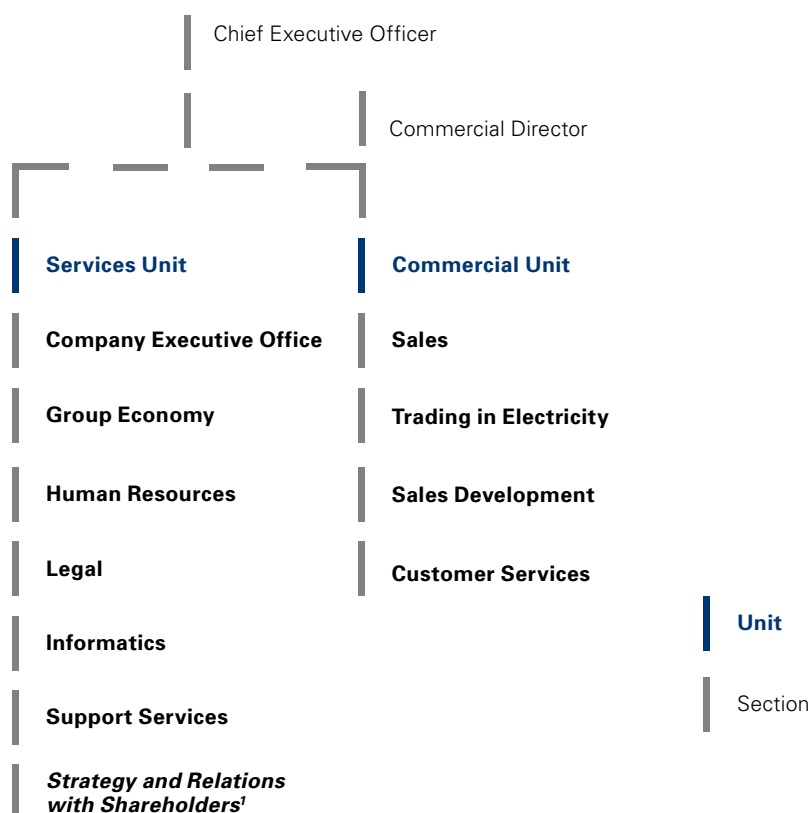 Chief Executive Officer
Commercial Director
Services Unit
Commercial Unit
Company Executive Office
Sales
Group Economy
Trading in Electricity
Human Resources
Sales Development
Legal
Customer Services
Informatics
Unit
Support Services
Section
Strategy and Relations
with Shareholders¹